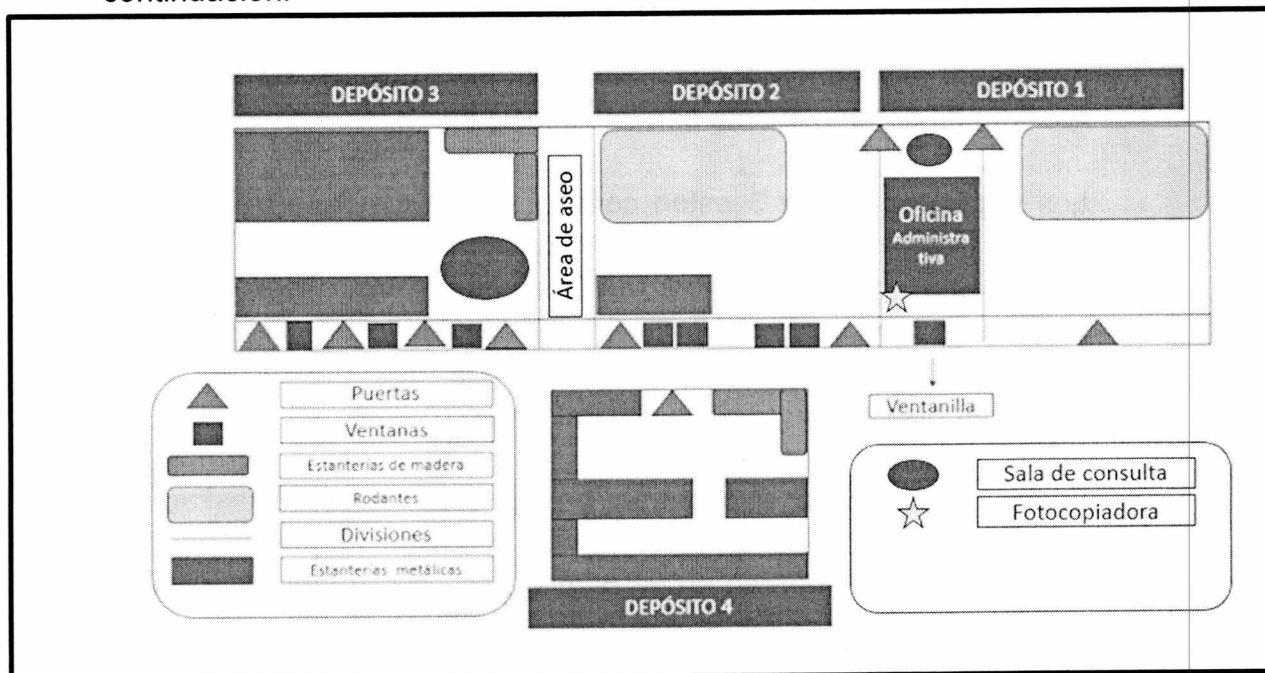 DEPÓSITO 3
DEPÓSITO 2
DEPÓSITO 1
Área de aseo
Oficina
Administra
tiva
Ventanilla
Puertas
Ventanas
Estanterías de madera
Rodantes
Divisiones
Estanterías metálicas
Sala de consulta
Fotocopiadora
DEPÓSITO 4